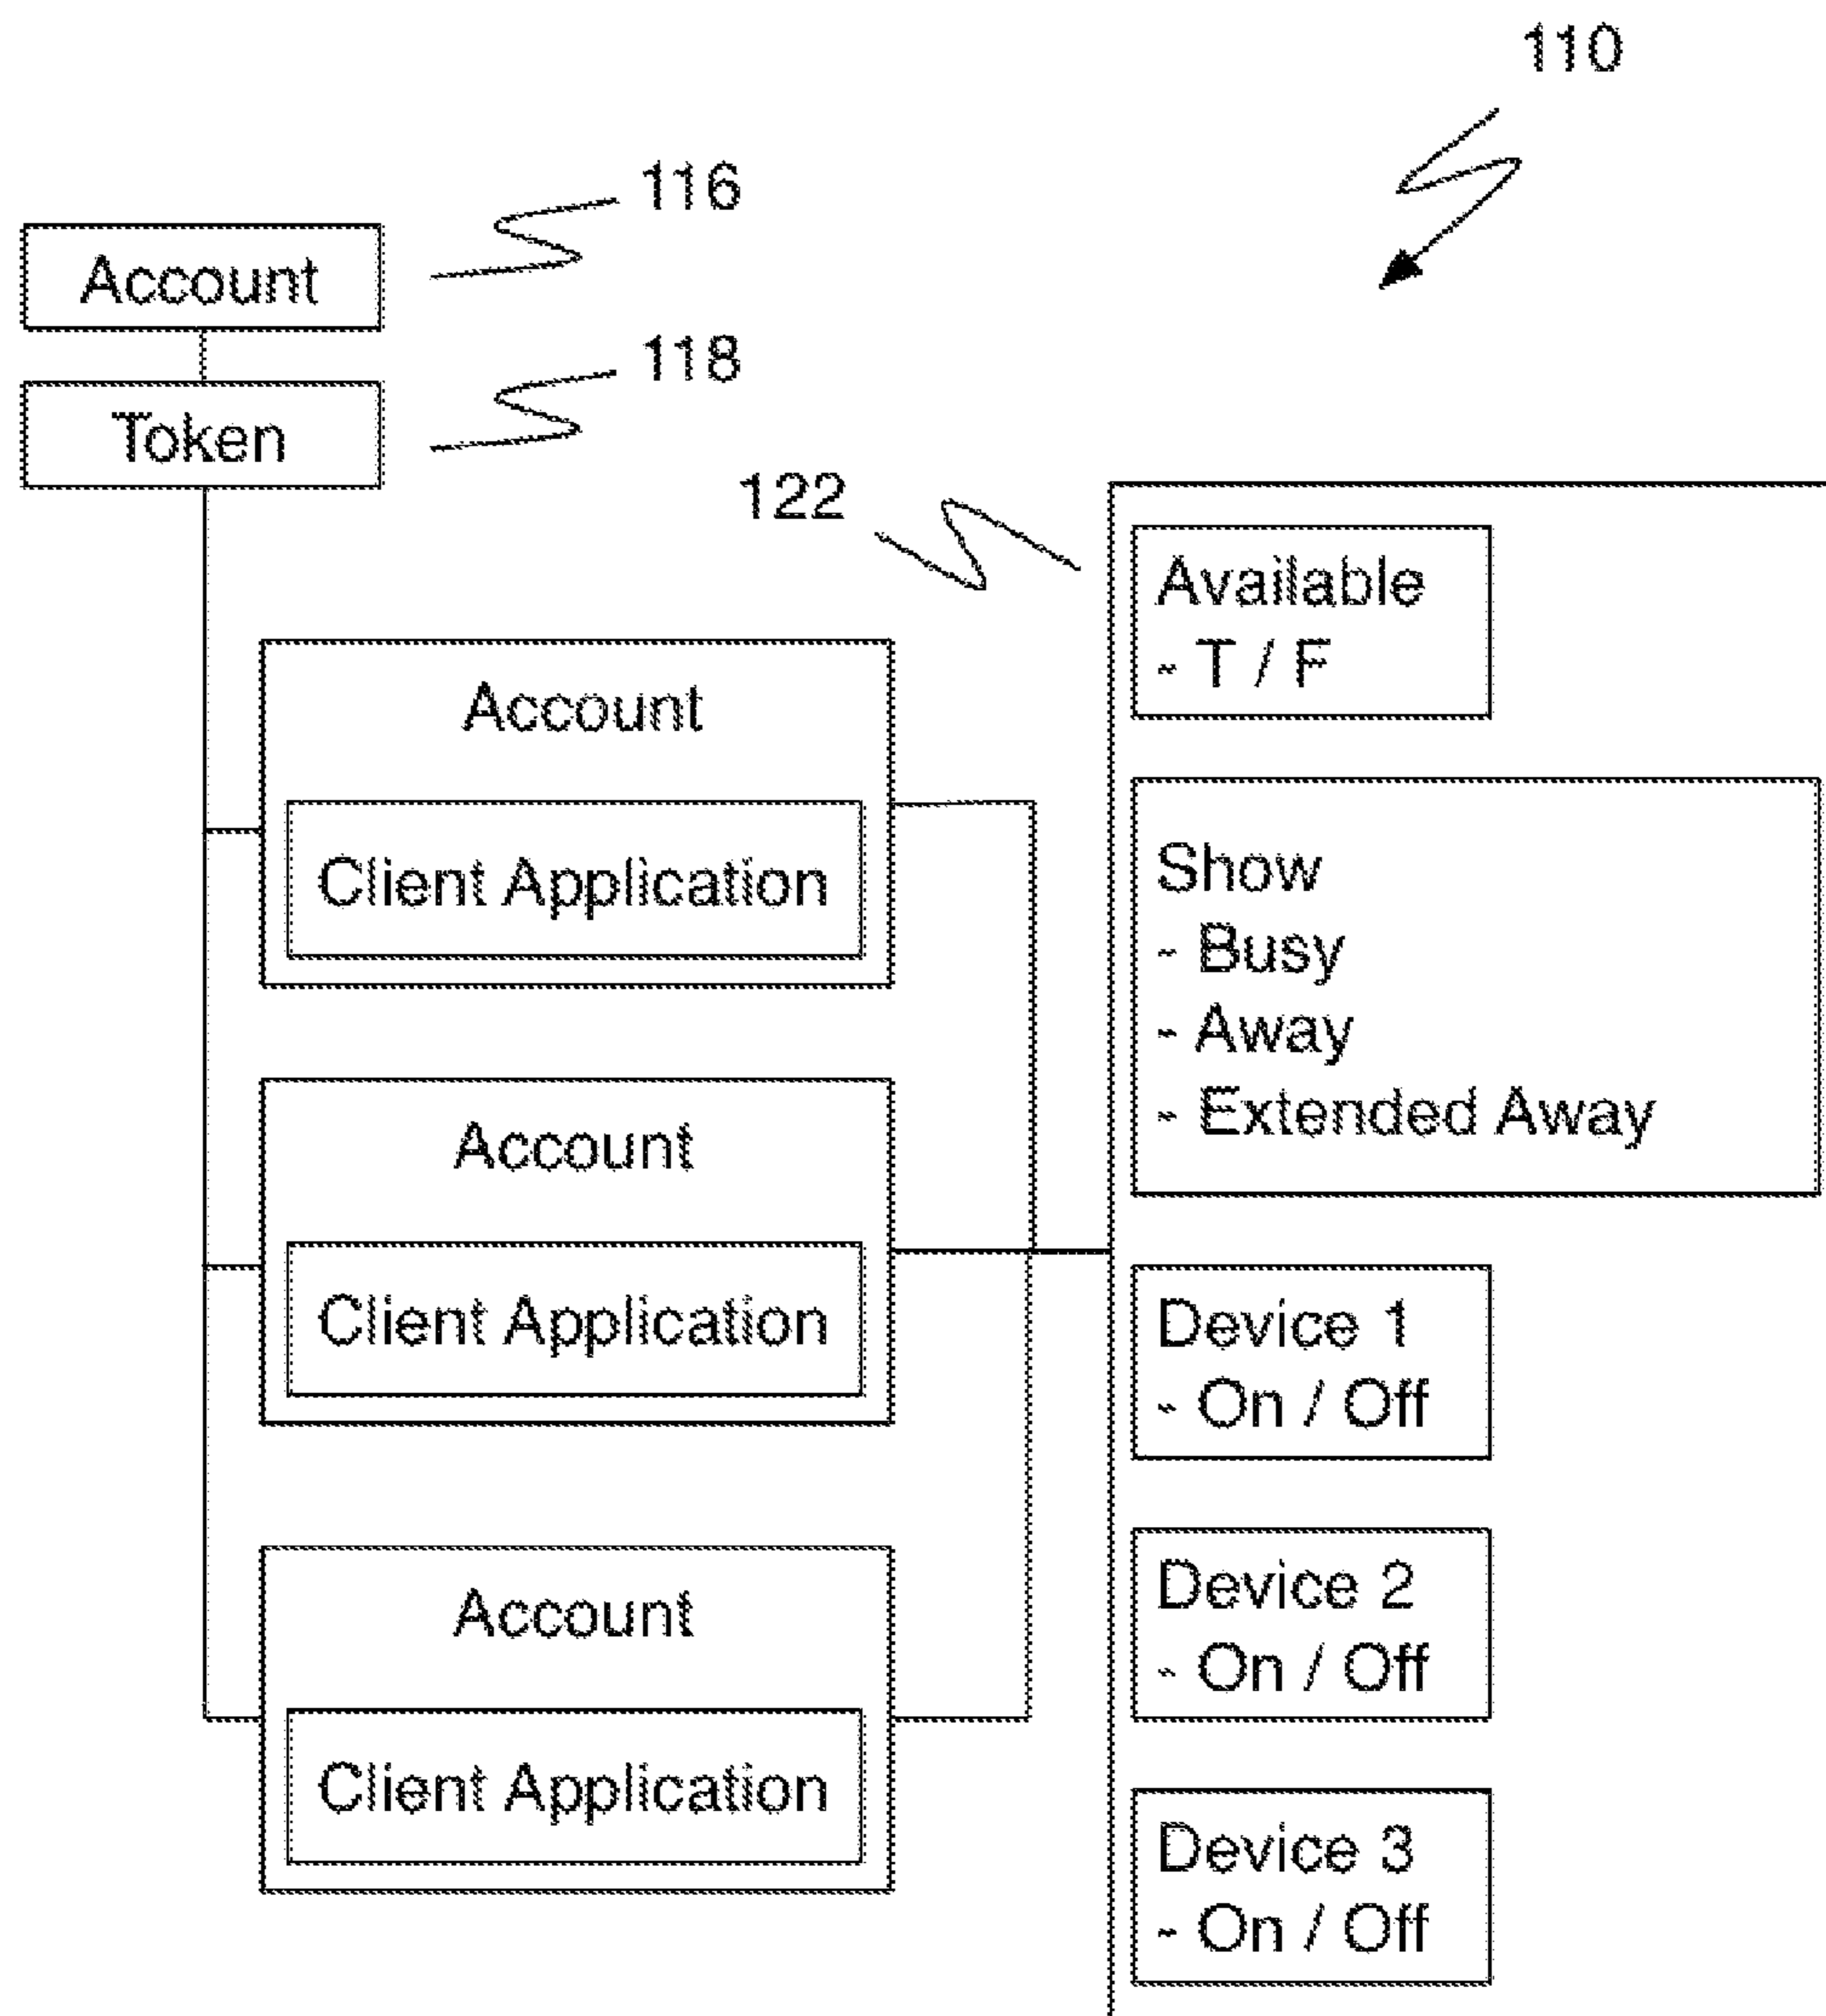 110
116
Account
118
Token
122
Available
- T / F
Account
Client Application
Show
- Busy
- Away
- Extended Away
Account
Client Application
Device 1
- On / Off
Account
Client Application
Device 2
- On / Off
Device 3
- On / Off